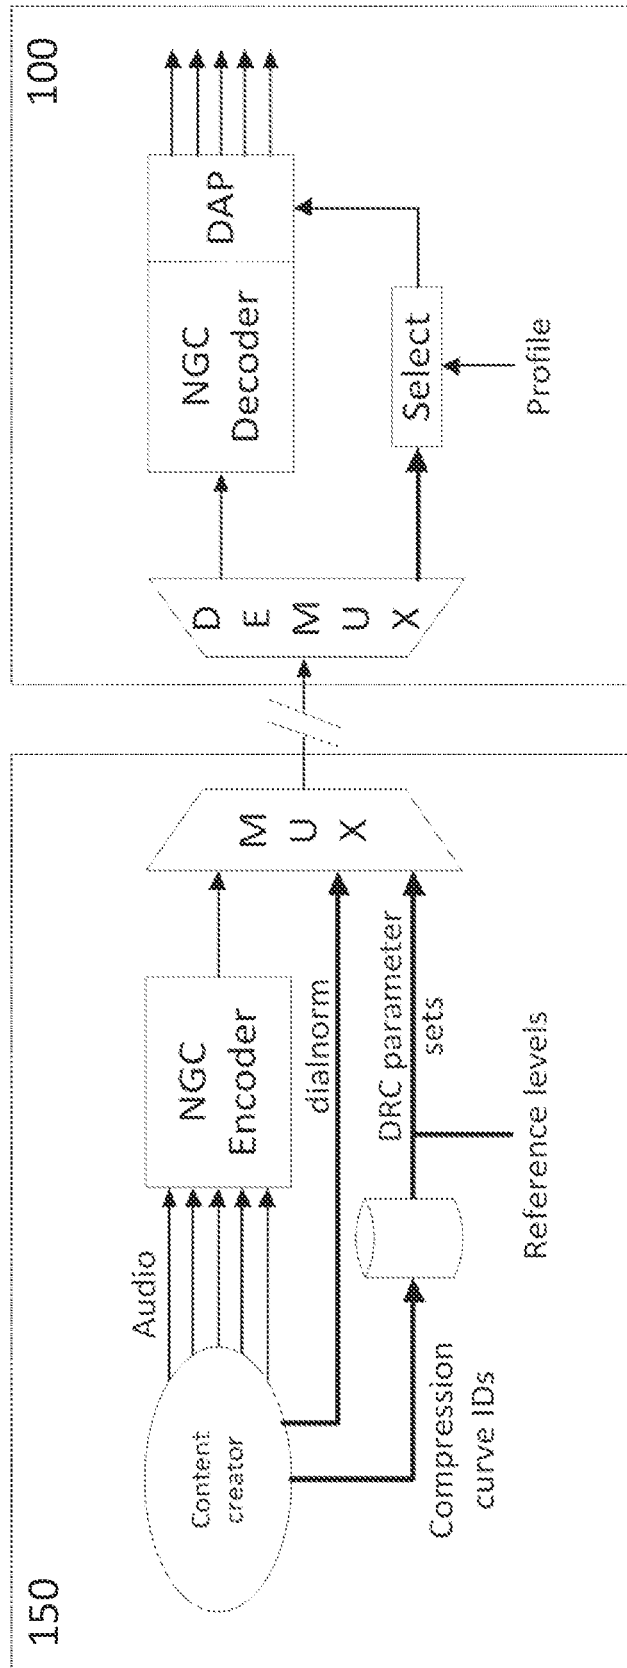 150
Content
creator
Audio
NGC
Encoder
dialnorm
DRC parameter
sets
Compression
curve IDs
Reference levels
M
U
X
100
D
E
M
U
X
NGC
Decoder
DAP
Select
Profile